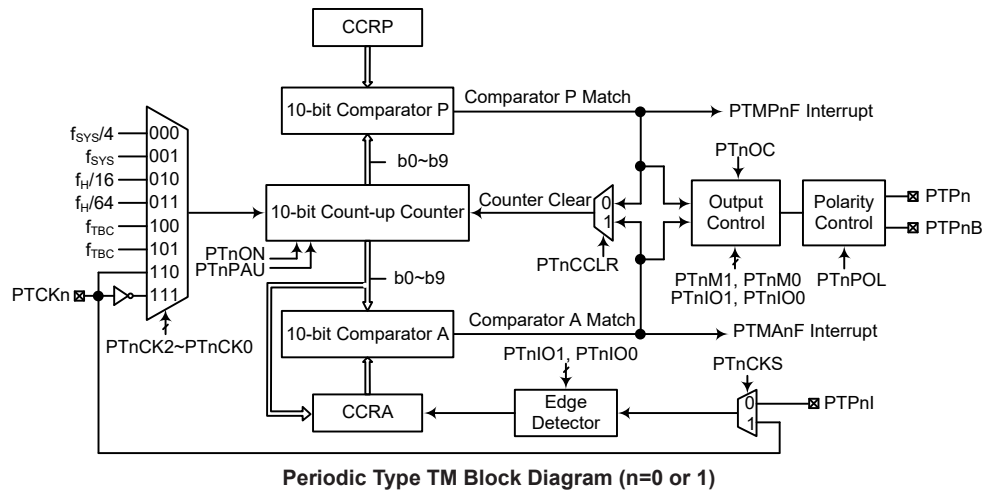 CCRP
10-bit Comparator P
Comparator P Match
PTMPnF Interrupt
b0~b9
fSYS/4
000
fSYS
001
fH/16
010
fH/64
011
fTBC
100
fTBC
101
110
111
PTCKn
PTnCK2~PTnCK0
10-bit Count-up Counter
PTnON
PTnPAU
Counter Clear
0
1
PTnCCLR
PTnOC
Output
Control
PTnM1, PTnM0
PTnIO1, PTnIO0
Polarity
Control
PTnPOL
PTPn
PTPnB
b0~b9
10-bit Comparator A
Comparator A Match
PTMAnF Interrupt
CCRA
PTnIO1, PTnIO0
Edge
Detector
PTnCKS
0
1
PTPnI
Periodic Type TM Block Diagram (n=0 or 1)